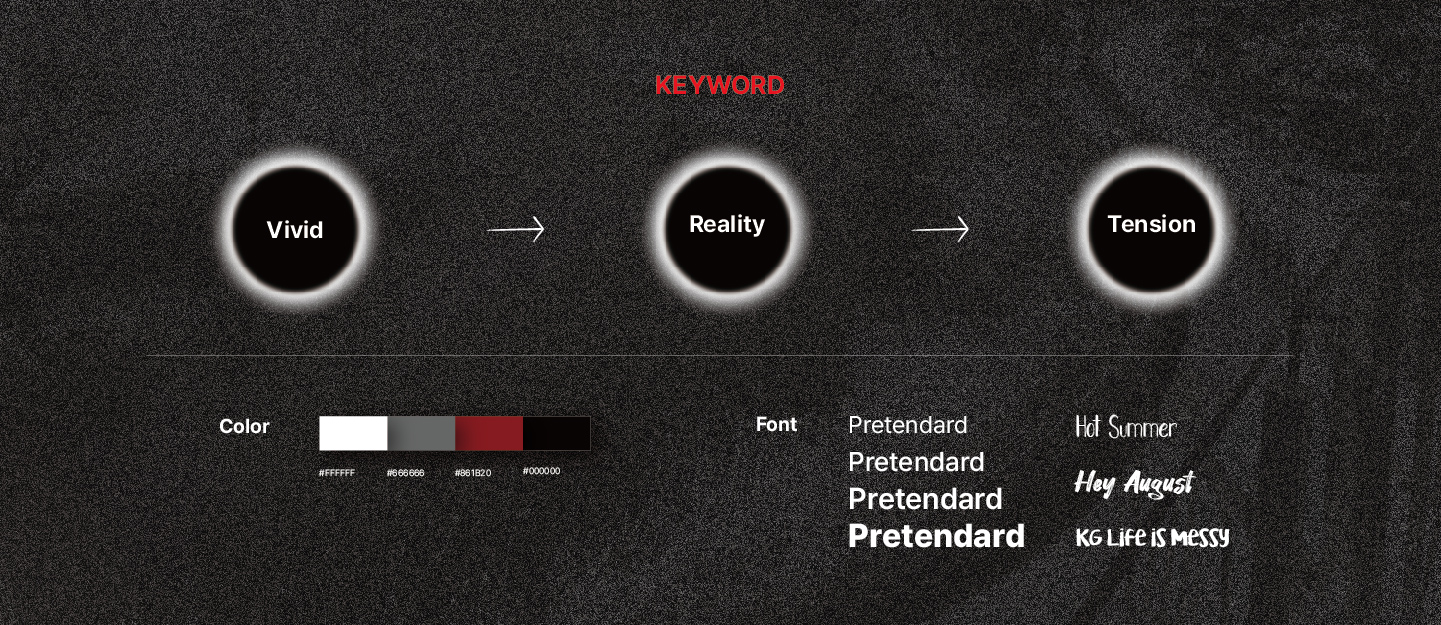 KEYWORD
Vivid
Reality
Tension
Color
#FFFFFF
#666666
#861B20
#000000
Font
Pretendard
Pretendard
Pretendard
Pretendard
Hot Summer
Hey August
KG Life is Messy